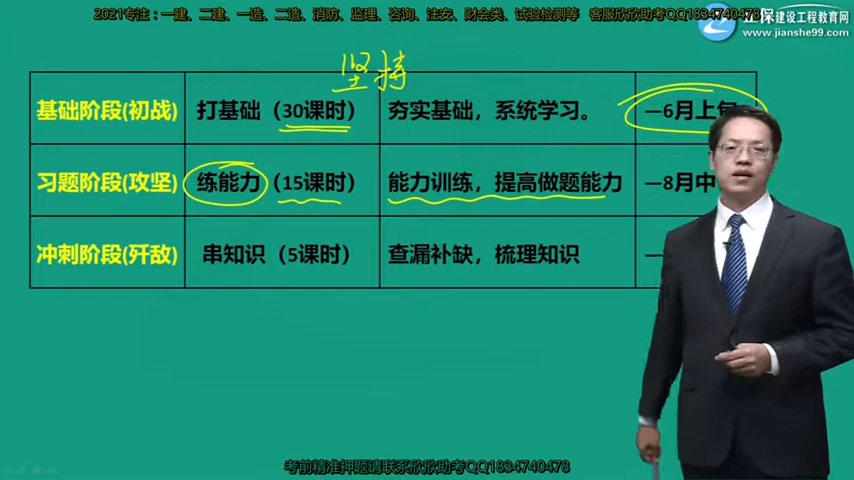 2021专注：一建、二建、一造、二造、消防、监理、咨询、注安、财会类、试验检测等 客服欣欣助考QQ1834740478
建设工程教育网
www.jianshe99.com
坚持
基础阶段(初战) 打基础（30课时） 夯实基础，系统学习。 —6月上旬
习题阶段(攻坚) 练能力（15课时） 能力训练，提高做题能力 —8月中
冲刺阶段(歼敌) 串知识（5课时） 查漏补缺，梳理知识 —
考前精准押题请联系欣欣助考QQ1834740478